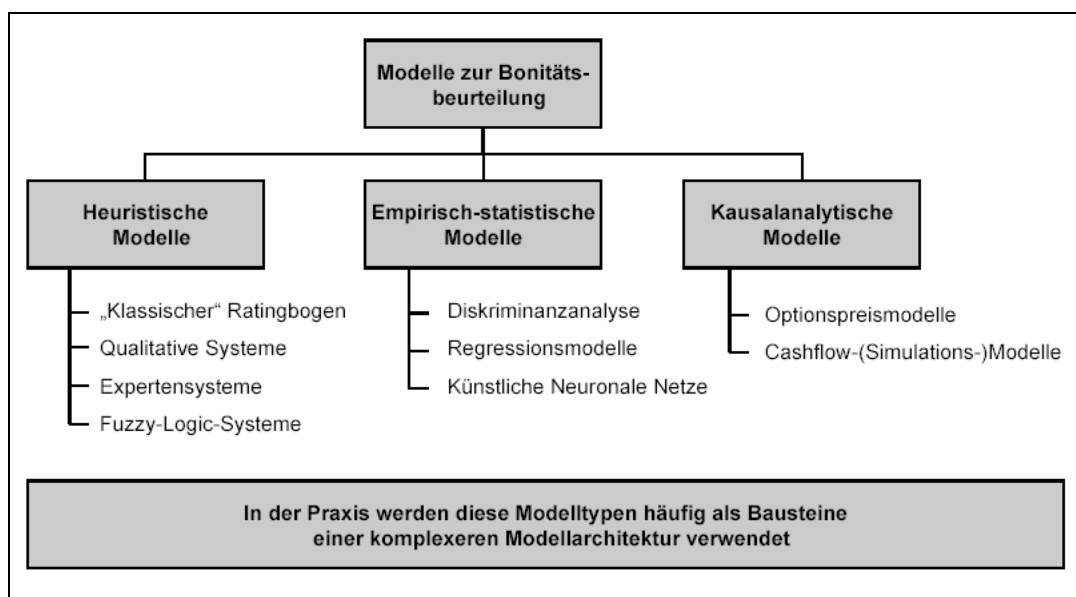 Modelle zur Bonitäts-
beurteilung
Heuristische
Modelle
„Klassischer“ Ratingbogen
Qualitative Systeme
Expertensysteme
Fuzzy-Logic-Systeme
Empirisch-statistische
Modelle
Diskriminanzanalyse
Regressionsmodelle
Künstliche Neuronale Netze
Kausalanalytische
Modelle
Optionspreismodelle
Cashflow-(Simulations-)Modelle
In der Praxis werden diese Modelltypen häufig als Bausteine
einer komplexeren Modellarchitektur verwendet